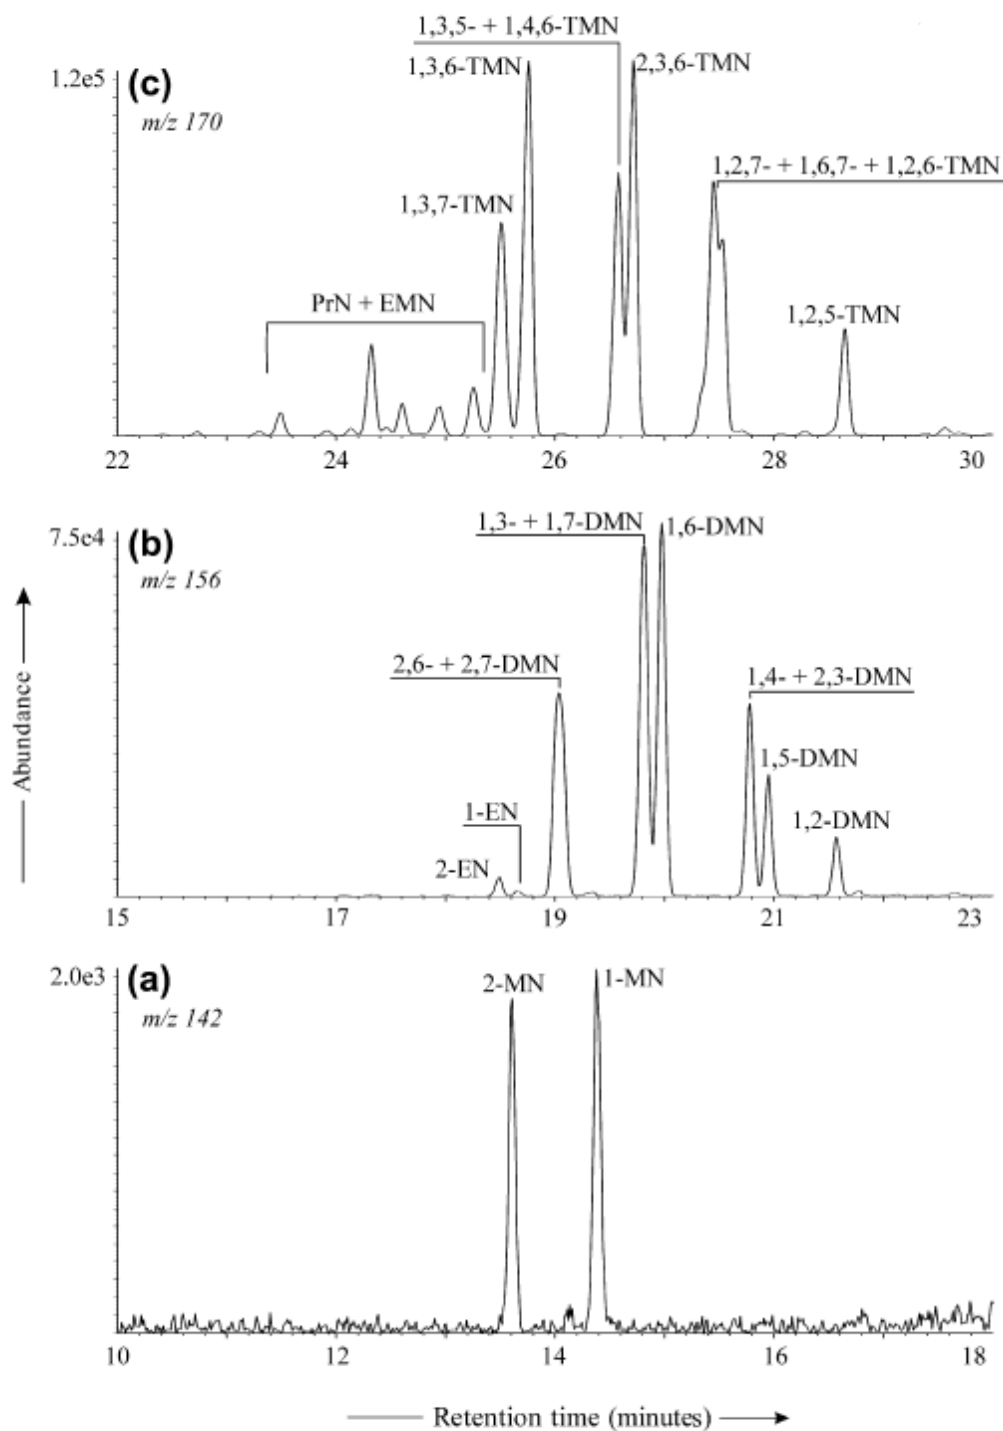 1,3,5- + 1,4,6-TMN
1,3,6-TMN
2,3,6-TMN
1.2e5
(c)
m/z 170
1,2,7- + 1,6,7- + 1,2,6-TMN
1,3,7-TMN
PrN + EMN
1,2,5-TMN
22 24 26 28 30
1,3- + 1,7-DMN
1,6-DMN
7.5e4
(b)
m/z 156
2,6- + 2,7-DMN
1,4- + 2,3-DMN
1,5-DMN
1-EN
1,2-DMN
2-EN
15 17 19 21 23
Abundance
2.0e3
(a)
m/z 142
2-MN
1-MN
10 12 14 16 18
Retention time (minutes)